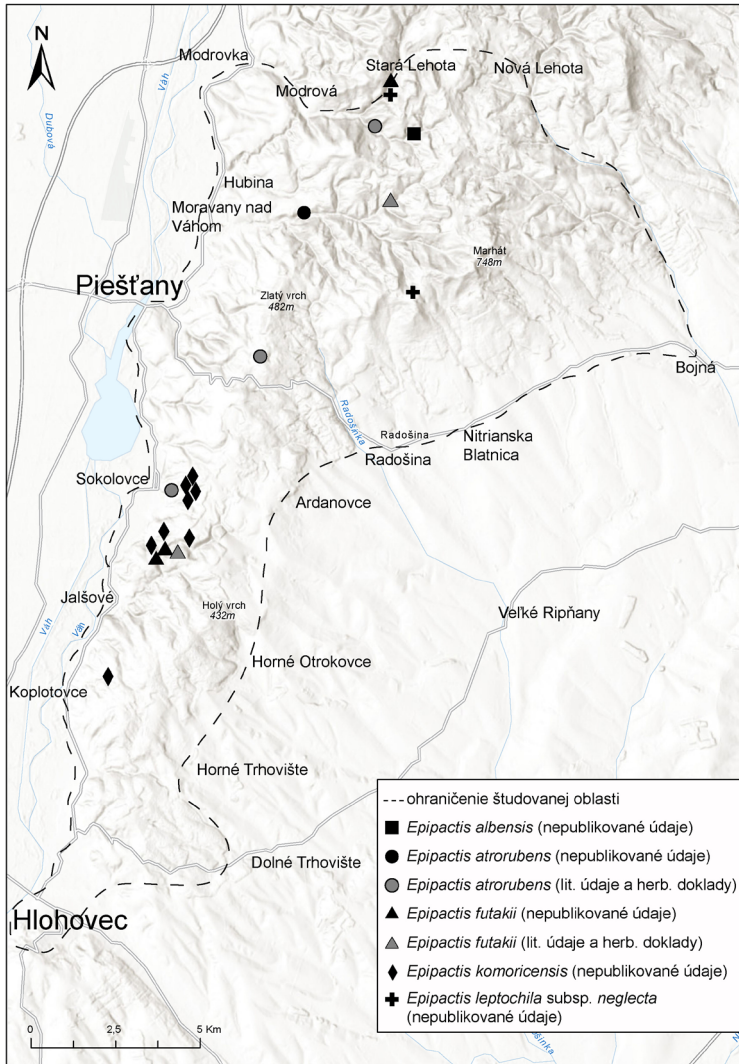 N
Modrovka
Stará Lehota
Nová Lehota
Modrová
Váh
Dubová
Hubina
Moravany nad
Váhom
Marhát
748m
Piešťany
Zlatý vrch
482m
Bojná
Radošinka
Radošina
Nitrianska
Blatnica
Radošina
Sokolovce
Ardanovce
Jalšové
Holý vrch
432m
Veľké Ripňany
Váh
Váh
Horné Otrokovce
Koplotovce
Horné Trhovište
Dolné Trhovište
Hlohovec
ohraničenie študovanej oblasti
Epipactis albensis (nepublikované údaje)
Epipactis atrorubens (nepublikované údaje)
Epipactis atrorubens (lit. údaje a herb. doklady)
Epipactis futakii (nepublikované údaje)
Epipactis futakii (lit. údaje a herb. doklady)
Epipactis komoricensis (nepublikované údaje)
Epipactis leptochila subsp. neglecta
(nepublikované údaje)
0 2,5 5 Km